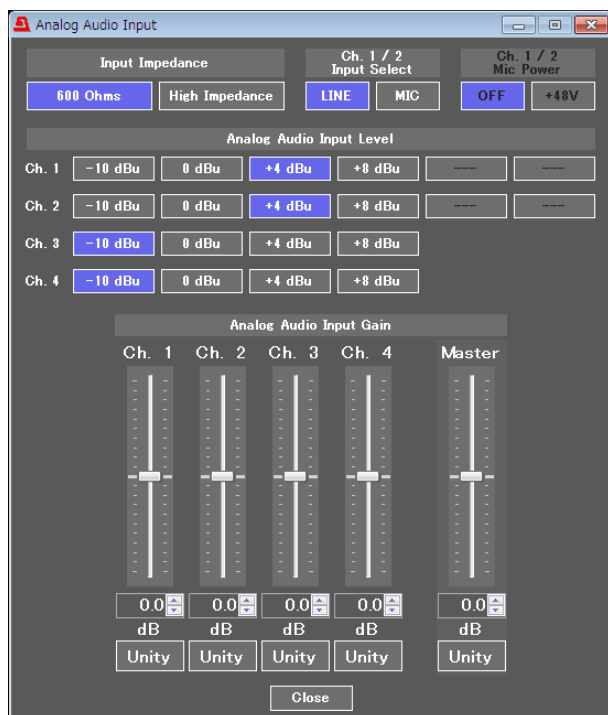 Analog Audio Input
Input Impedance
600 Ohms High Impedance
Ch. 1 / 2
Input Select
LINE MIC
Ch. 1 / 2
Mic Power
OFF +48V
Analog Audio Input Level
Ch. 1 -10 dBu 0 dBu +4 dBu +8 dBu --- ---
Ch. 2 -10 dBu 0 dBu +4 dBu +8 dBu --- ---
Ch. 3 -10 dBu 0 dBu +4 dBu +8 dBu
Ch. 4 -10 dBu 0 dBu +4 dBu +8 dBu
Analog Audio Input Gain
Ch. 1 Ch. 2 Ch. 3 Ch. 4 Master
0.0 0.0 0.0 0.0 0.0
dB dB dB dB dB
Unity Unity Unity Unity Unity
Close